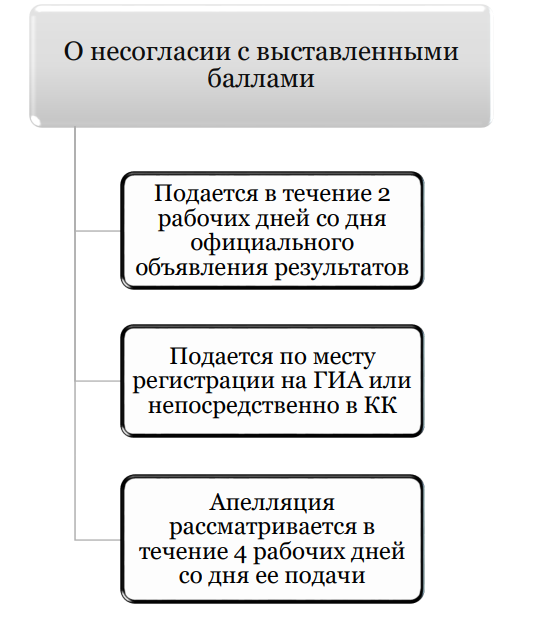 О несогласии с выставленными
баллами
Подается в течение 2
рабочих дней со дня
официального
объявления результатов
Подается по месту
регистрации на ГИА или
непосредственно в КК
Апелляция
рассматривается в
течение 4 рабочих дней
со дня ее подачи